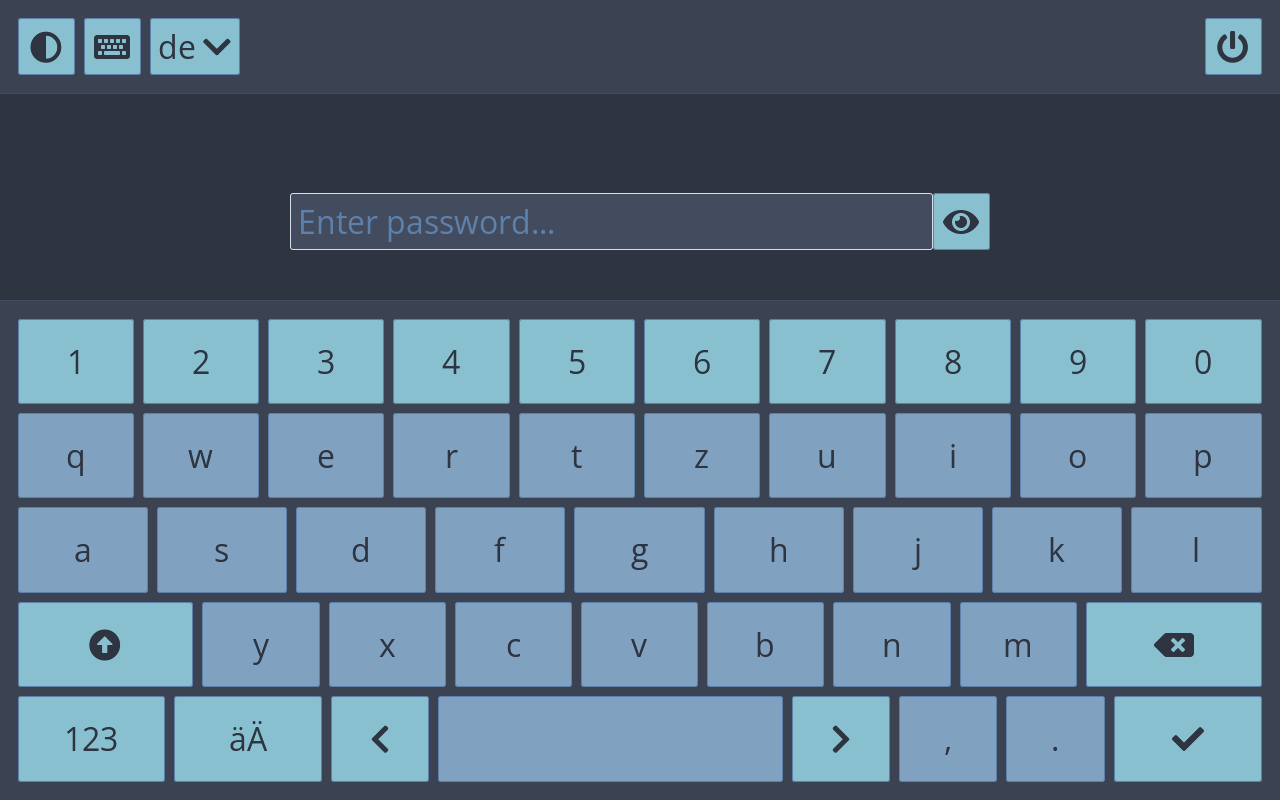 de
Enter password...
1 2 3 4 5 6 7 8 9 0
q w e r t z u i o p
a s d f g h j k l
y x c v b n m
123 äÄ , .